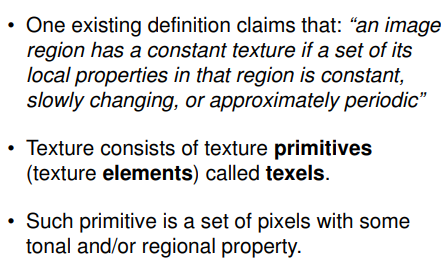 • One existing definition claims that: “an image
region has a constant texture if a set of its
local properties in that region is constant,
slowly changing, or approximately periodic”
• Texture consists of texture primitives
(texture elements) called texels.
• Such primitive is a set of pixels with some
tonal and/or regional property.